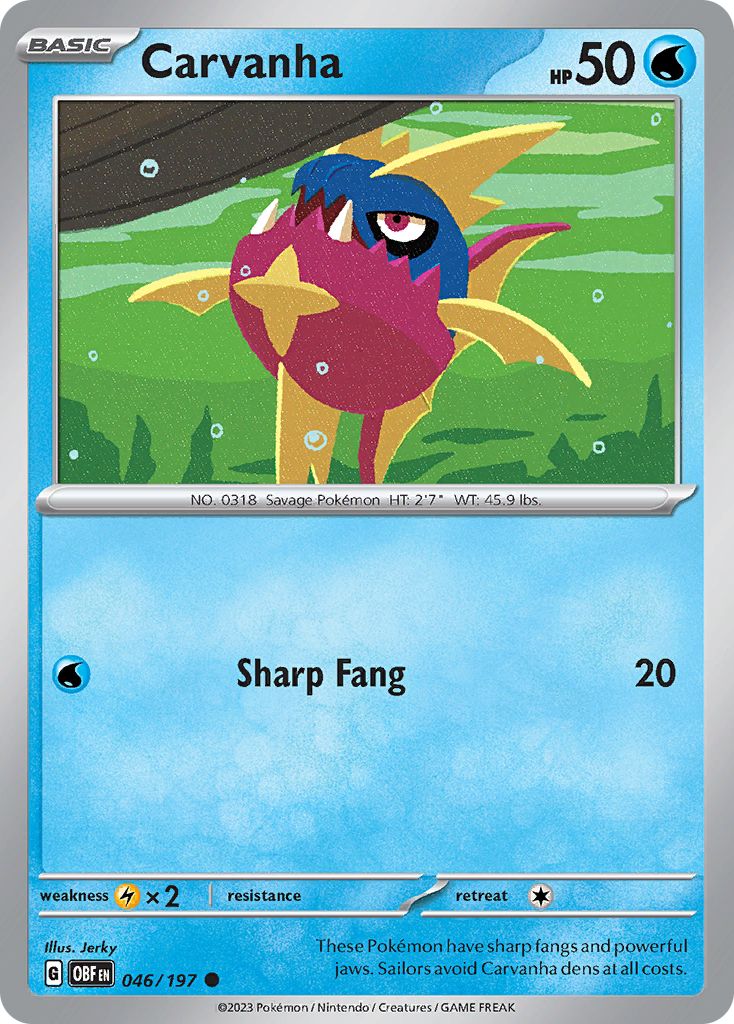 BASIC
Carvanha
HP 50
NO. 0318 Savage Pokémon HT: 2'7" WT: 45.9 lbs.
Sharp Fang 20
weakness ×2 resistance retreat
Illus. Jerky
These Pokémon have sharp fangs and powerful
jaws. Sailors avoid Carvanha dens at all costs.
G OBF EN 046/197
©2023 Pokémon / Nintendo / Creatures / GAME FREAK